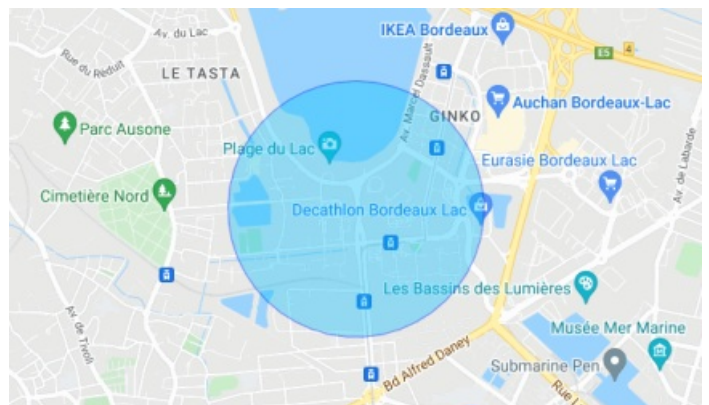 Av. du Lac
IKEA Bordeaux
E5
4
Rue du Réduit
LE TASTA
Av. Marcel Dassault
Auchan Bordeaux-Lac
GINKO
Parc Ausone
Plage du Lac
Eurasie Bordeaux Lac
Av. de Labarde
Cimetière Nord
Decathlon Bordeaux Lac
Les Bassins des Lumières
Av. de Tivoli
Musée Mer Marine
Submarine Pen
Bd Alfred Daney
Rue L